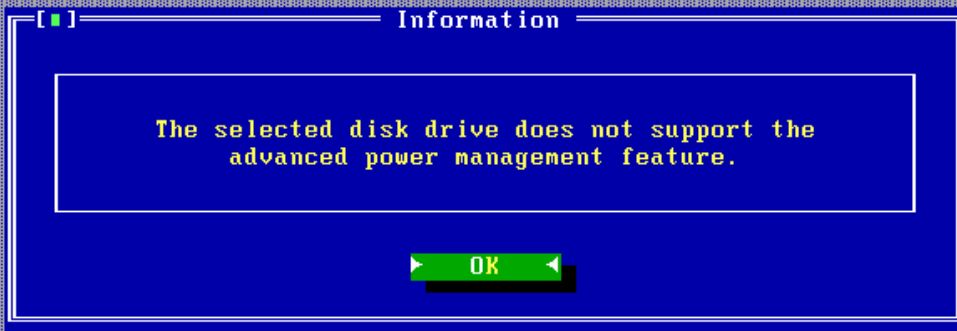 [■] Information
The selected disk drive does not support the
advanced power management feature.
OK